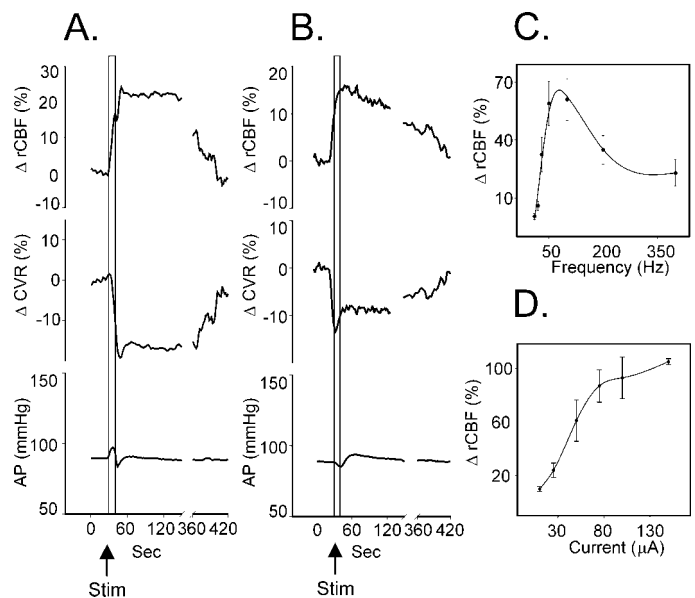 A.
B.
C.
D.
Δ rCBF (%)
30
20
10
0
-10
Δ CVR (%)
10
0
-10
AP (mmHg)
150
100
50
0 60 120 360 420
Sec
Stim
Δ rCBF (%)
20
10
0
-10
Δ CVR (%)
10
0
-10
AP (mmHg)
150
100
50
0 60 120 360 420
Sec
Stim
Δ rCBF (%)
70
40
10
50 200 350
Frequency (Hz)
Δ rCBF (%)
100
60
20
30 80 130
Current (μA)